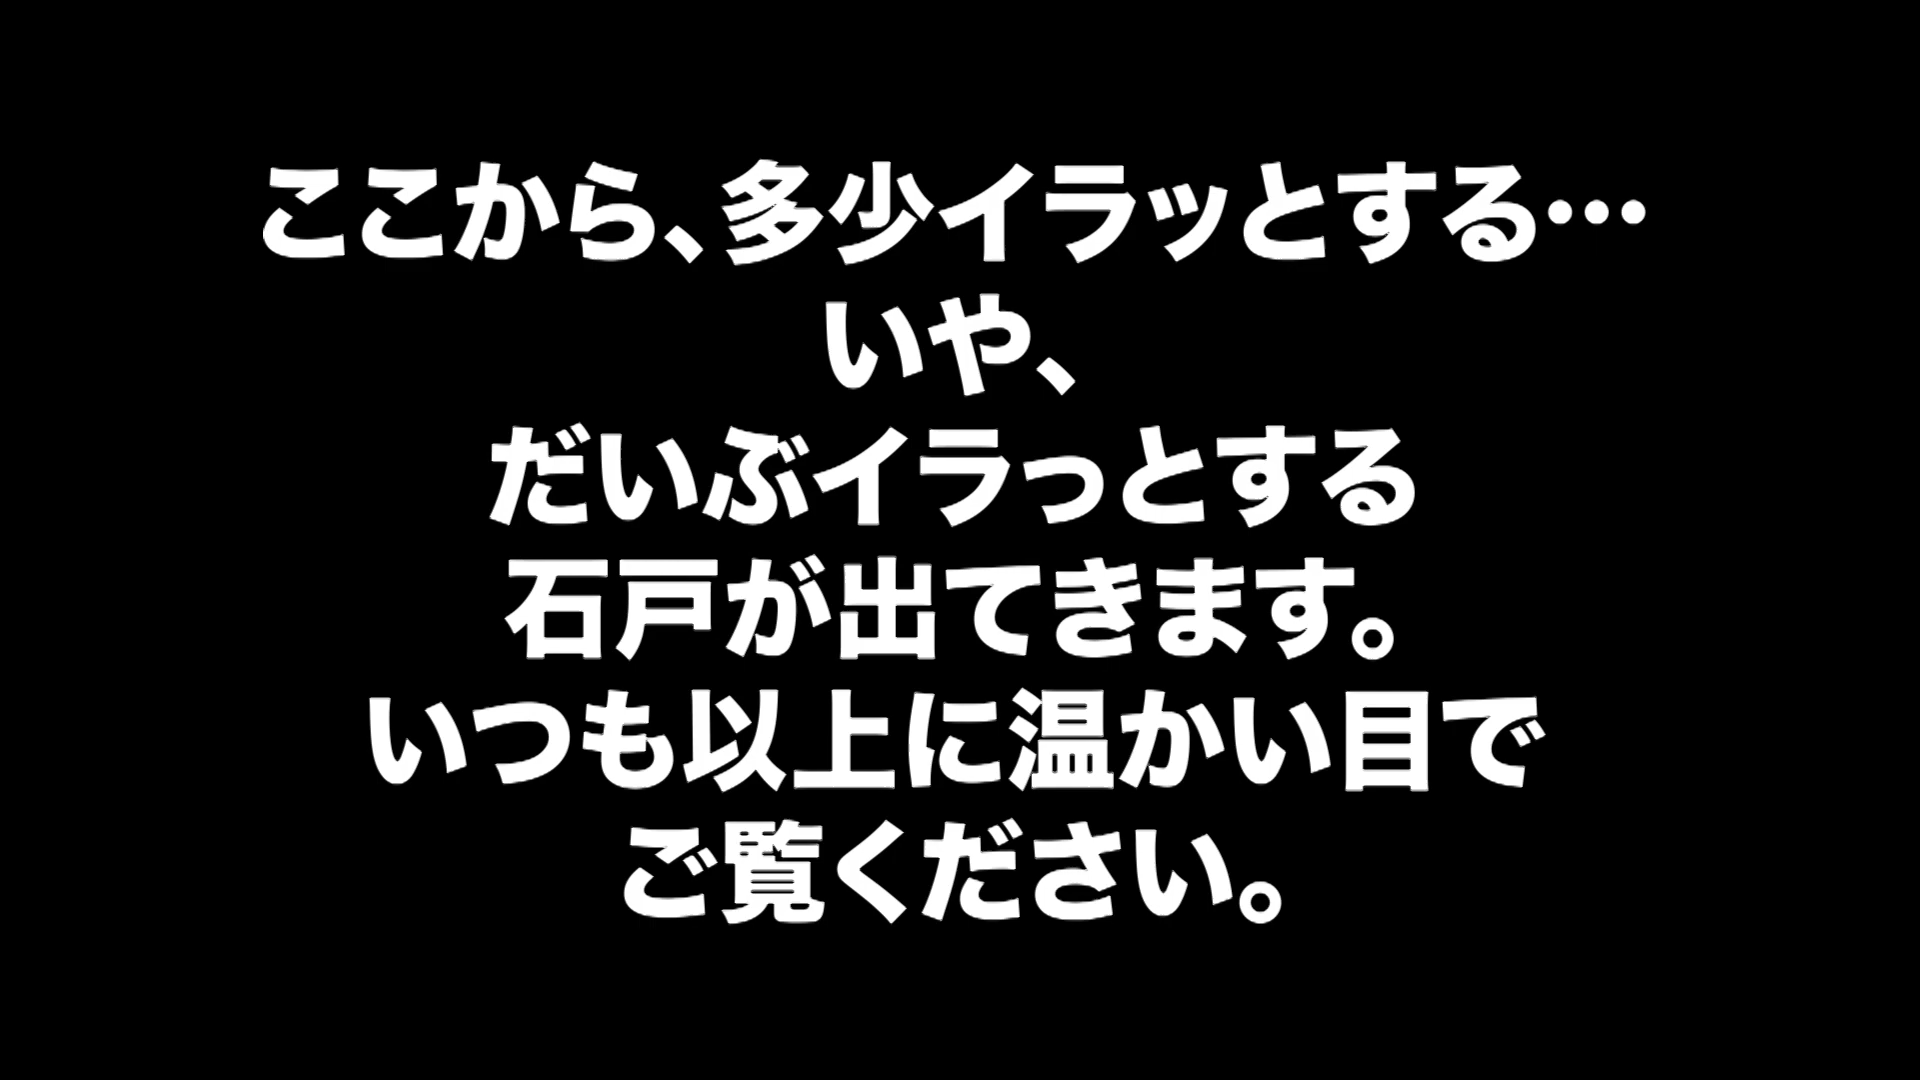 ここから、多少イラッとする…
いや、
だいぶイラっとする
石戸が出てきます。
いつも以上に温かい目で
ご覧ください。